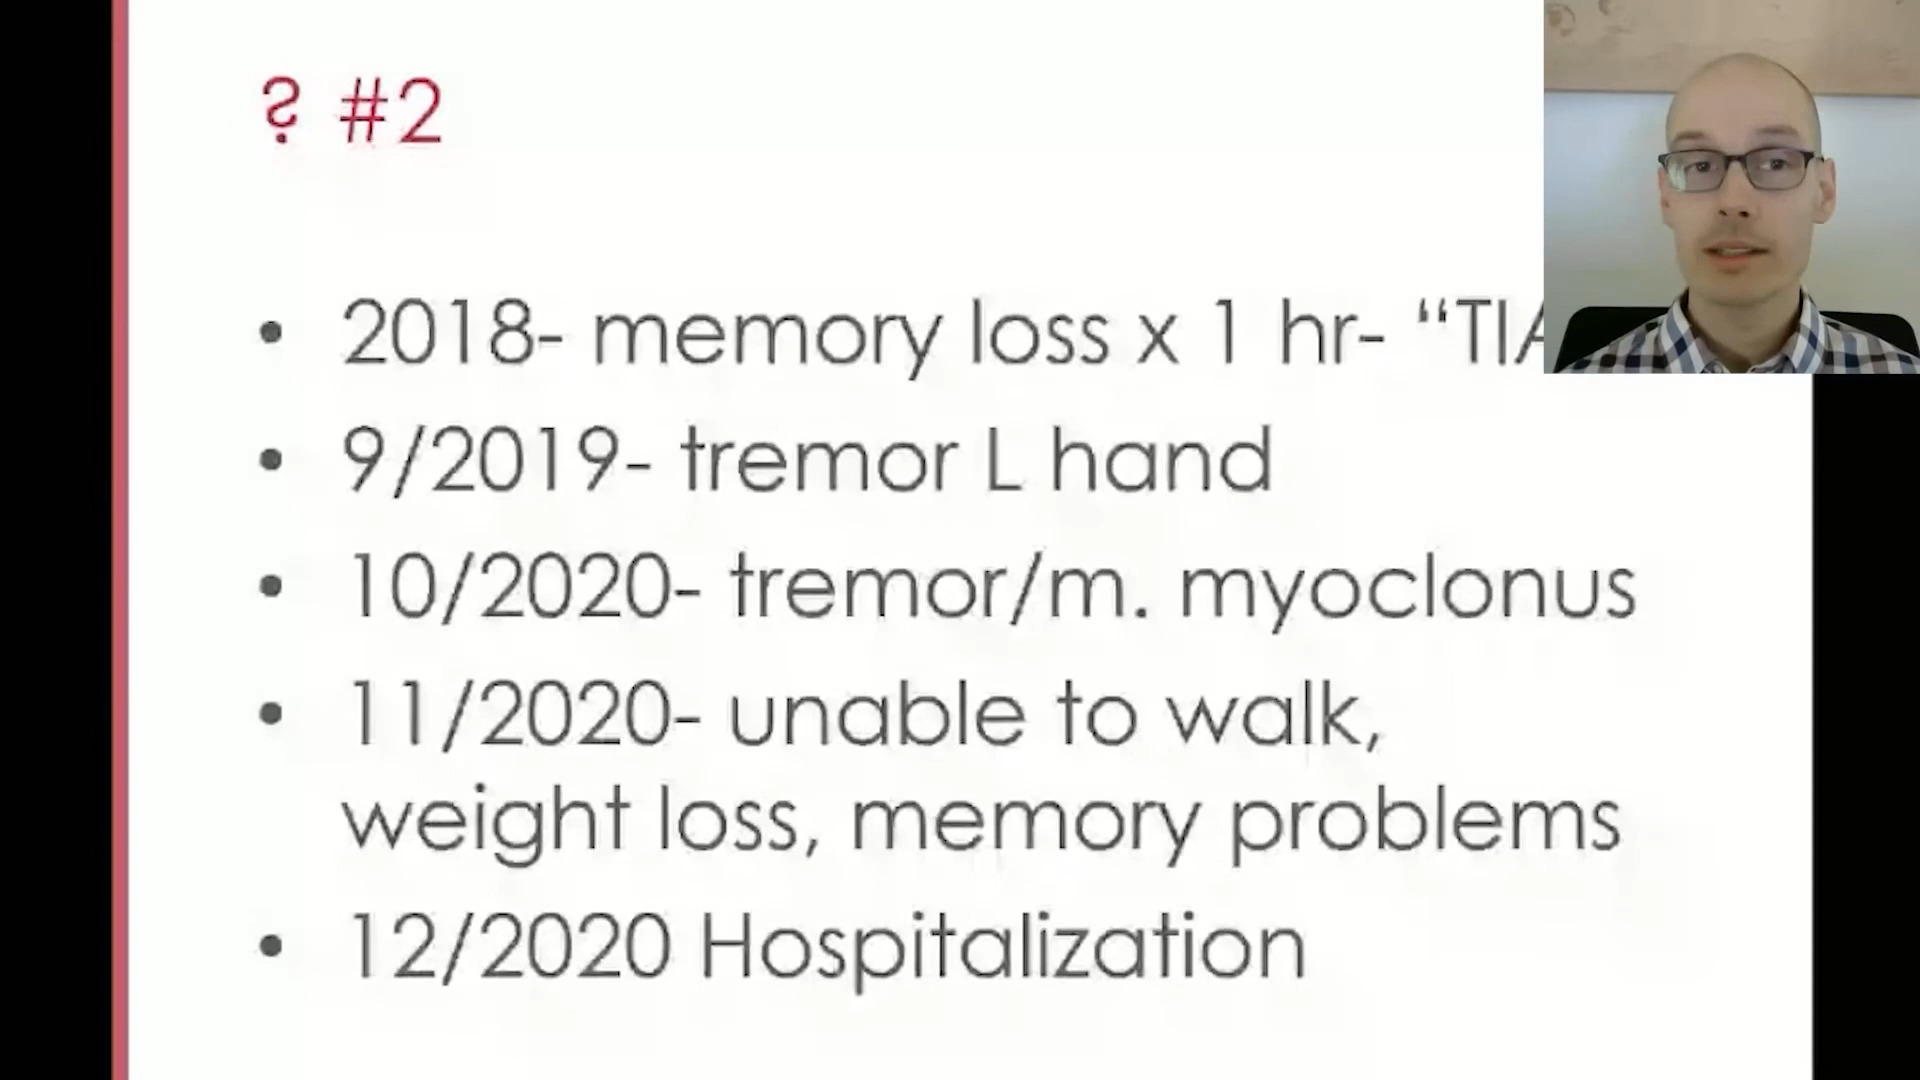 ? #2
• 2018- memory loss x 1 hr- “TIA
• 9/2019- tremor L hand
• 10/2020- tremor/m. myoclonus
• 11/2020- unable to walk,
weight loss, memory problems
• 12/2020 Hospitalization